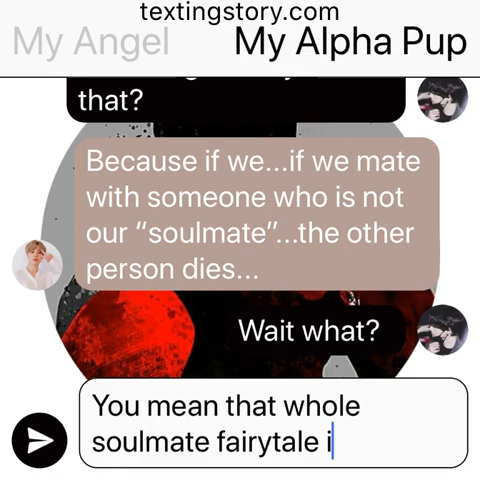 textingstory.com
My Angel My Alpha Pup
that?
Because if we...if we mate
with someone who is not
our “soulmate”...the other
person dies...
Wait what?
You mean that whole
soulmate fairytale i